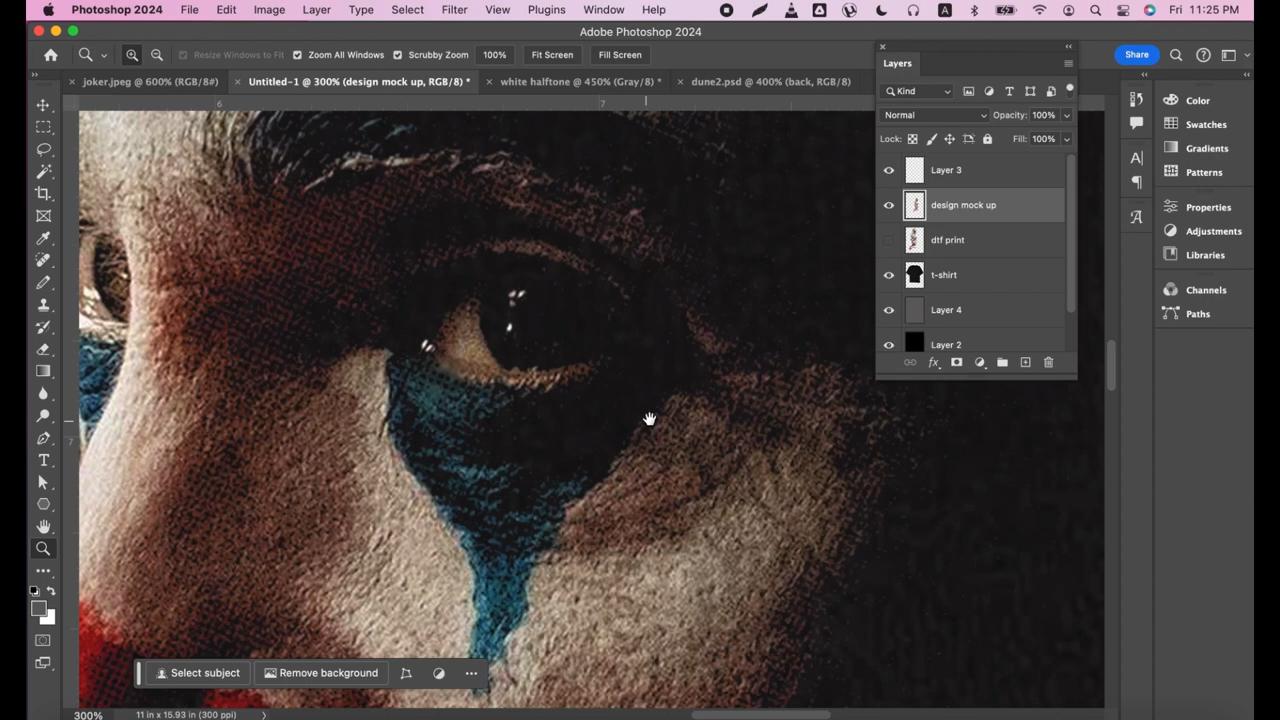 Photoshop 2024 File Edit Image Layer Type Select Filter View Plugins Window Help A Fri 11:25 PM
Adobe Photoshop 2024
Resize Windows to Fit Zoom All Windows Scrubby Zoom 100% Fit Screen Fill Screen Share
joker.jpeg @ 600% (RGB/8#) Untitled-1 @ 300% (design mock up, RGB/8) * white halftone @ 450% (Gray/8) * dune2.psd @ 400% (back, RGB/8)
6 7
7
Layers
Kind
Normal Opacity: 100%
Lock: Fill: 100%
Layer 3
design mock up
dtf print
t-shirt
Layer 4
Layer 2
fx
Color
Swatches
Gradients
Patterns
Properties
Adjustments
Libraries
Channels
Paths
Select subject Remove background
300% 11 in x 15.93 in (300 ppi)